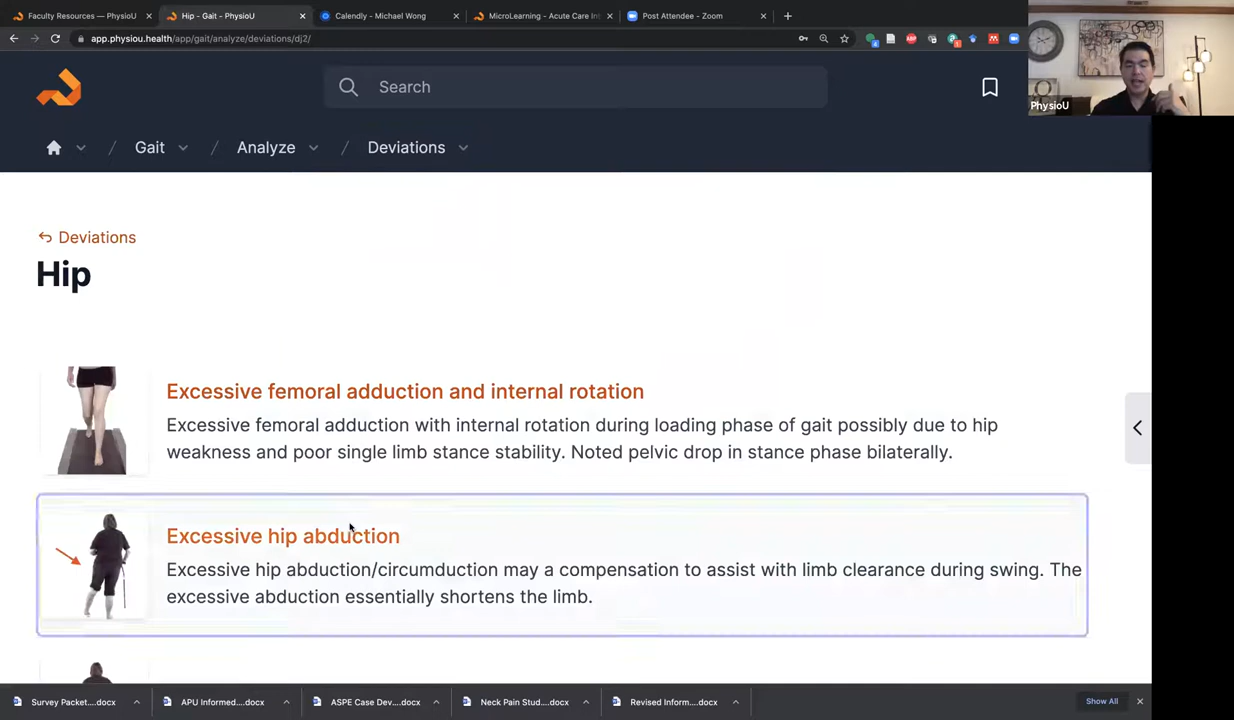 Faculty Resources — PhysioU
Hip - Gait - PhysioU
Calendly - Michael Wong
MicroLearning - Acute Care In
Post Attendee - Zoom
app.physiou.health/app/gait/analyze/deviations/dj2/
PhysioU
Search
Gait / Analyze / Deviations
Deviations
Hip
Excessive femoral adduction and internal rotation
Excessive femoral adduction with internal rotation during loading phase of gait possibly due to hip
weakness and poor single limb stance stability. Noted pelvic drop in stance phase bilaterally.
Excessive hip abduction
Excessive hip abduction/circumduction may a compensation to assist with limb clearance during swing. The
excessive abduction essentially shortens the limb.
Survey Packet....docx
APU Informed....docx
ASPE Case Dev....docx
Neck Pain Stud....docx
Revised Inform....docx
Show All